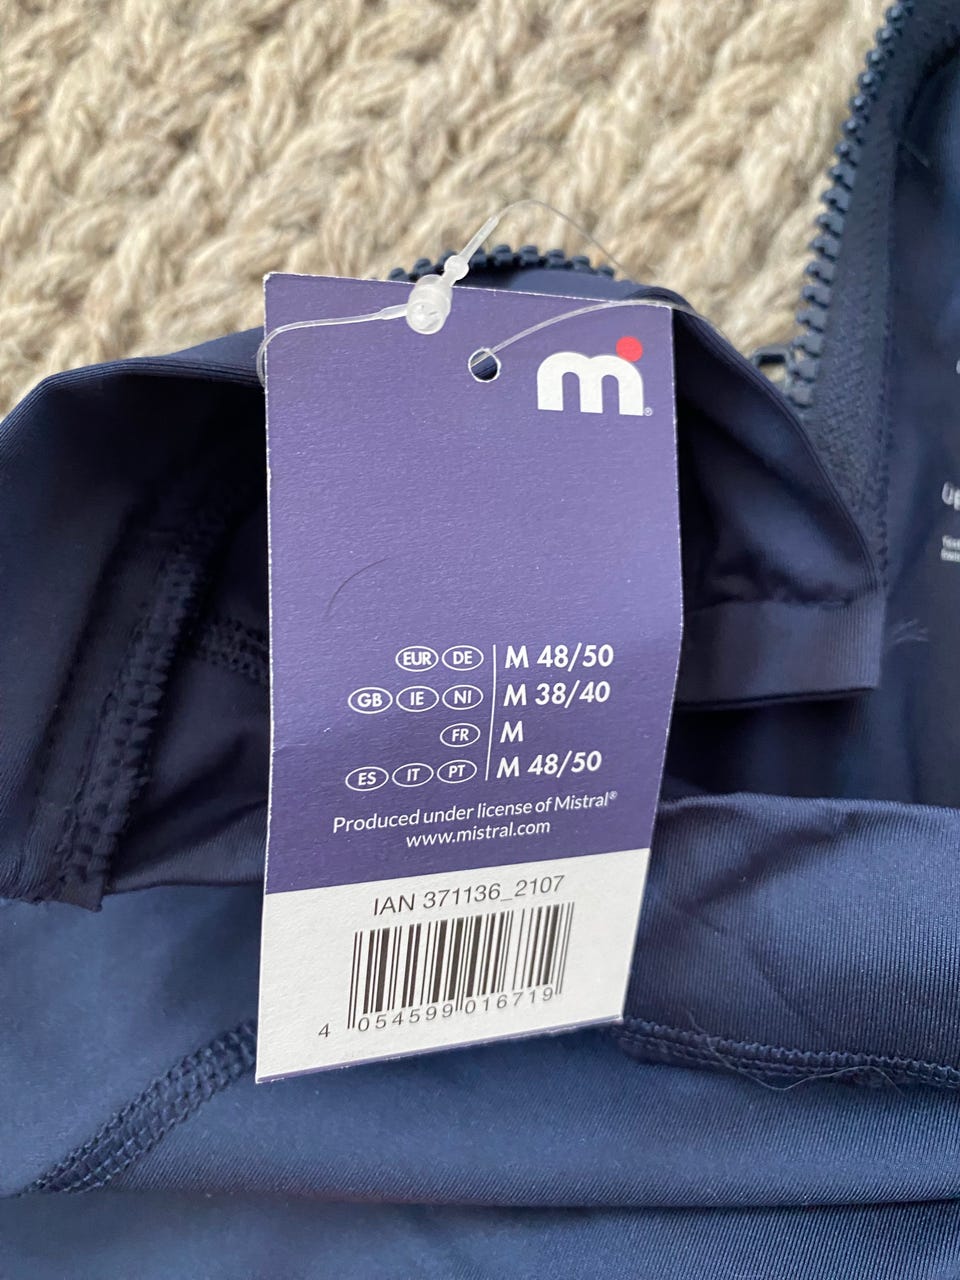 m®
EUR DE M 48/50
GB IE NI M 38/40
FR M
ES IT PT M 48/50
Produced under license of Mistral®
www.mistral.com
IAN 371136_2107
4 054599 016719